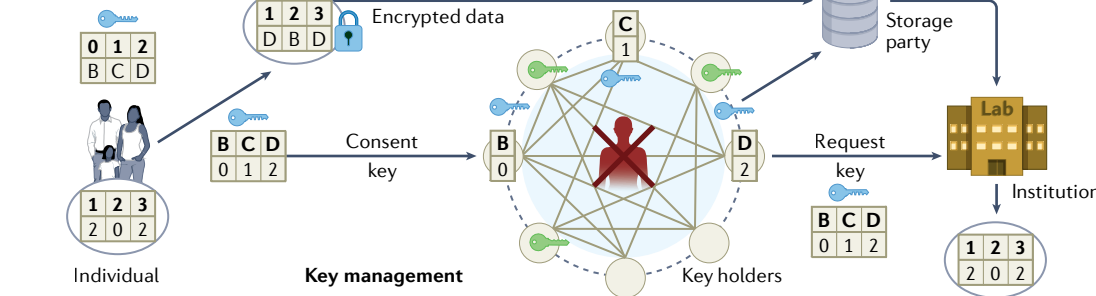 0 1 2
B C D
1 2 3
D B D
Encrypted data
Storage
party
B C D
0 1 2
Consent
key
C
1
B
0
D
2
Request
key
B C D
0 1 2
Lab
Institution
1 2 3
2 0 2
1 2 3
2 0 2
Individual
Key management
Key holders